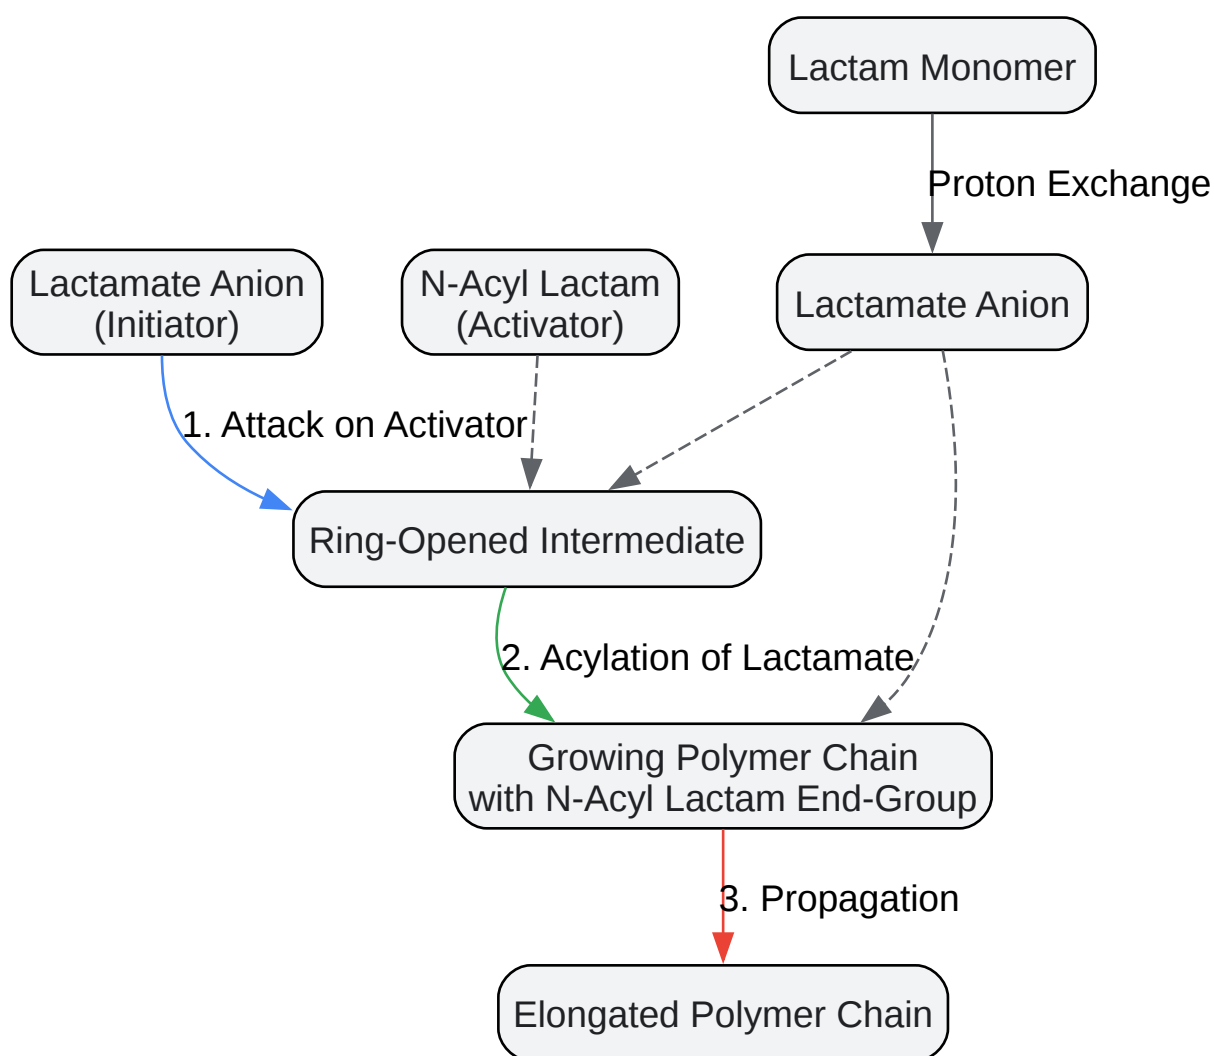 Lactam Monomer
Proton Exchange
Lactamate Anion
(Initiator)
N-Acyl Lactam
(Activator)
Lactamate Anion
1. Attack on Activator
Ring-Opened Intermediate
2. Acylation of Lactamate
Growing Polymer Chain
with N-Acyl Lactam End-Group
3. Propagation
Elongated Polymer Chain